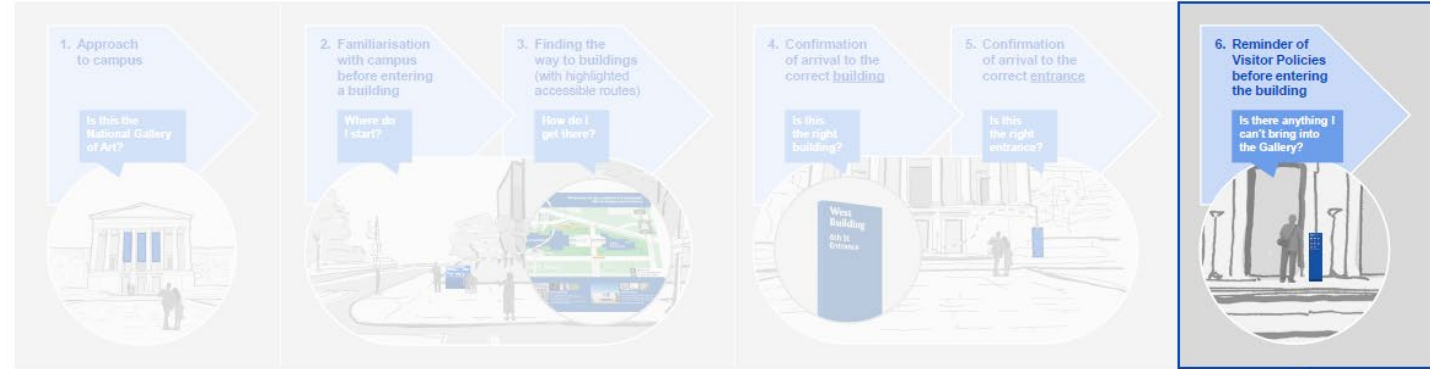 1. Approach
to campus
Is this the
National Gallery
of Art?
2. Familiarisation
with campus
before entering
a building
Where do
I start?
3. Finding the
way to buildings
(with highlighted
accessible routes)
How do I
get there?
4. Confirmation
of arrival to the
correct building
Is this
the right
building?
West
Building
6th St
Entrance
5. Confirmation
of arrival to the
correct entrance
Is this
the right
entrance?
6. Reminder of
Visitor Policies
before entering
the building
Is there anything I
can't bring into
the Gallery?